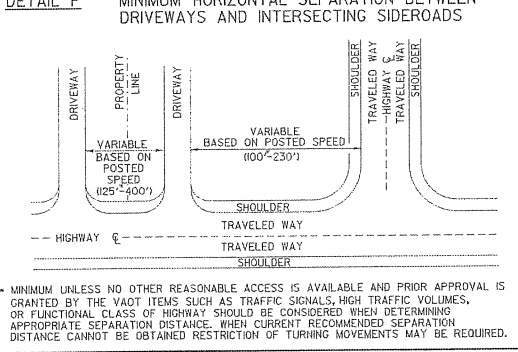 DETAIL F MINIMUM HORIZONTAL SEPARATION BETWEEN
DRIVEWAYS AND INTERSECTING SIDEROADS
DRIVEWAY
PROPERTY
LINE
DRIVEWAY
SHOULDER
TRAVELED WAY
HIGHWAY ℄
TRAVELED WAY
SHOULDER
VARIABLE
BASED ON
POSTED
SPEED
(125'*-400')
VARIABLE
BASED ON POSTED SPEED
(100'*-230')
SHOULDER
TRAVELED WAY
HIGHWAY ℄
TRAVELED WAY
SHOULDER
* MINIMUM UNLESS NO OTHER REASONABLE ACCESS IS AVAILABLE AND PRIOR APPROVAL IS
GRANTED BY THE VAOT ITEMS SUCH AS TRAFFIC SIGNALS, HIGH TRAFFIC VOLUMES,
OR FUNCTIONAL CLASS OF HIGHWAY SHOULD BE CONSIDERED WHEN DETERMINING
APPROPRIATE SEPARATION DISTANCE. WHEN CURRENT RECOMMENDED SEPARATION
DISTANCE CANNOT BE OBTAINED RESTRICTION OF TURNING MOVEMENTS MAY BE REQUIRED.